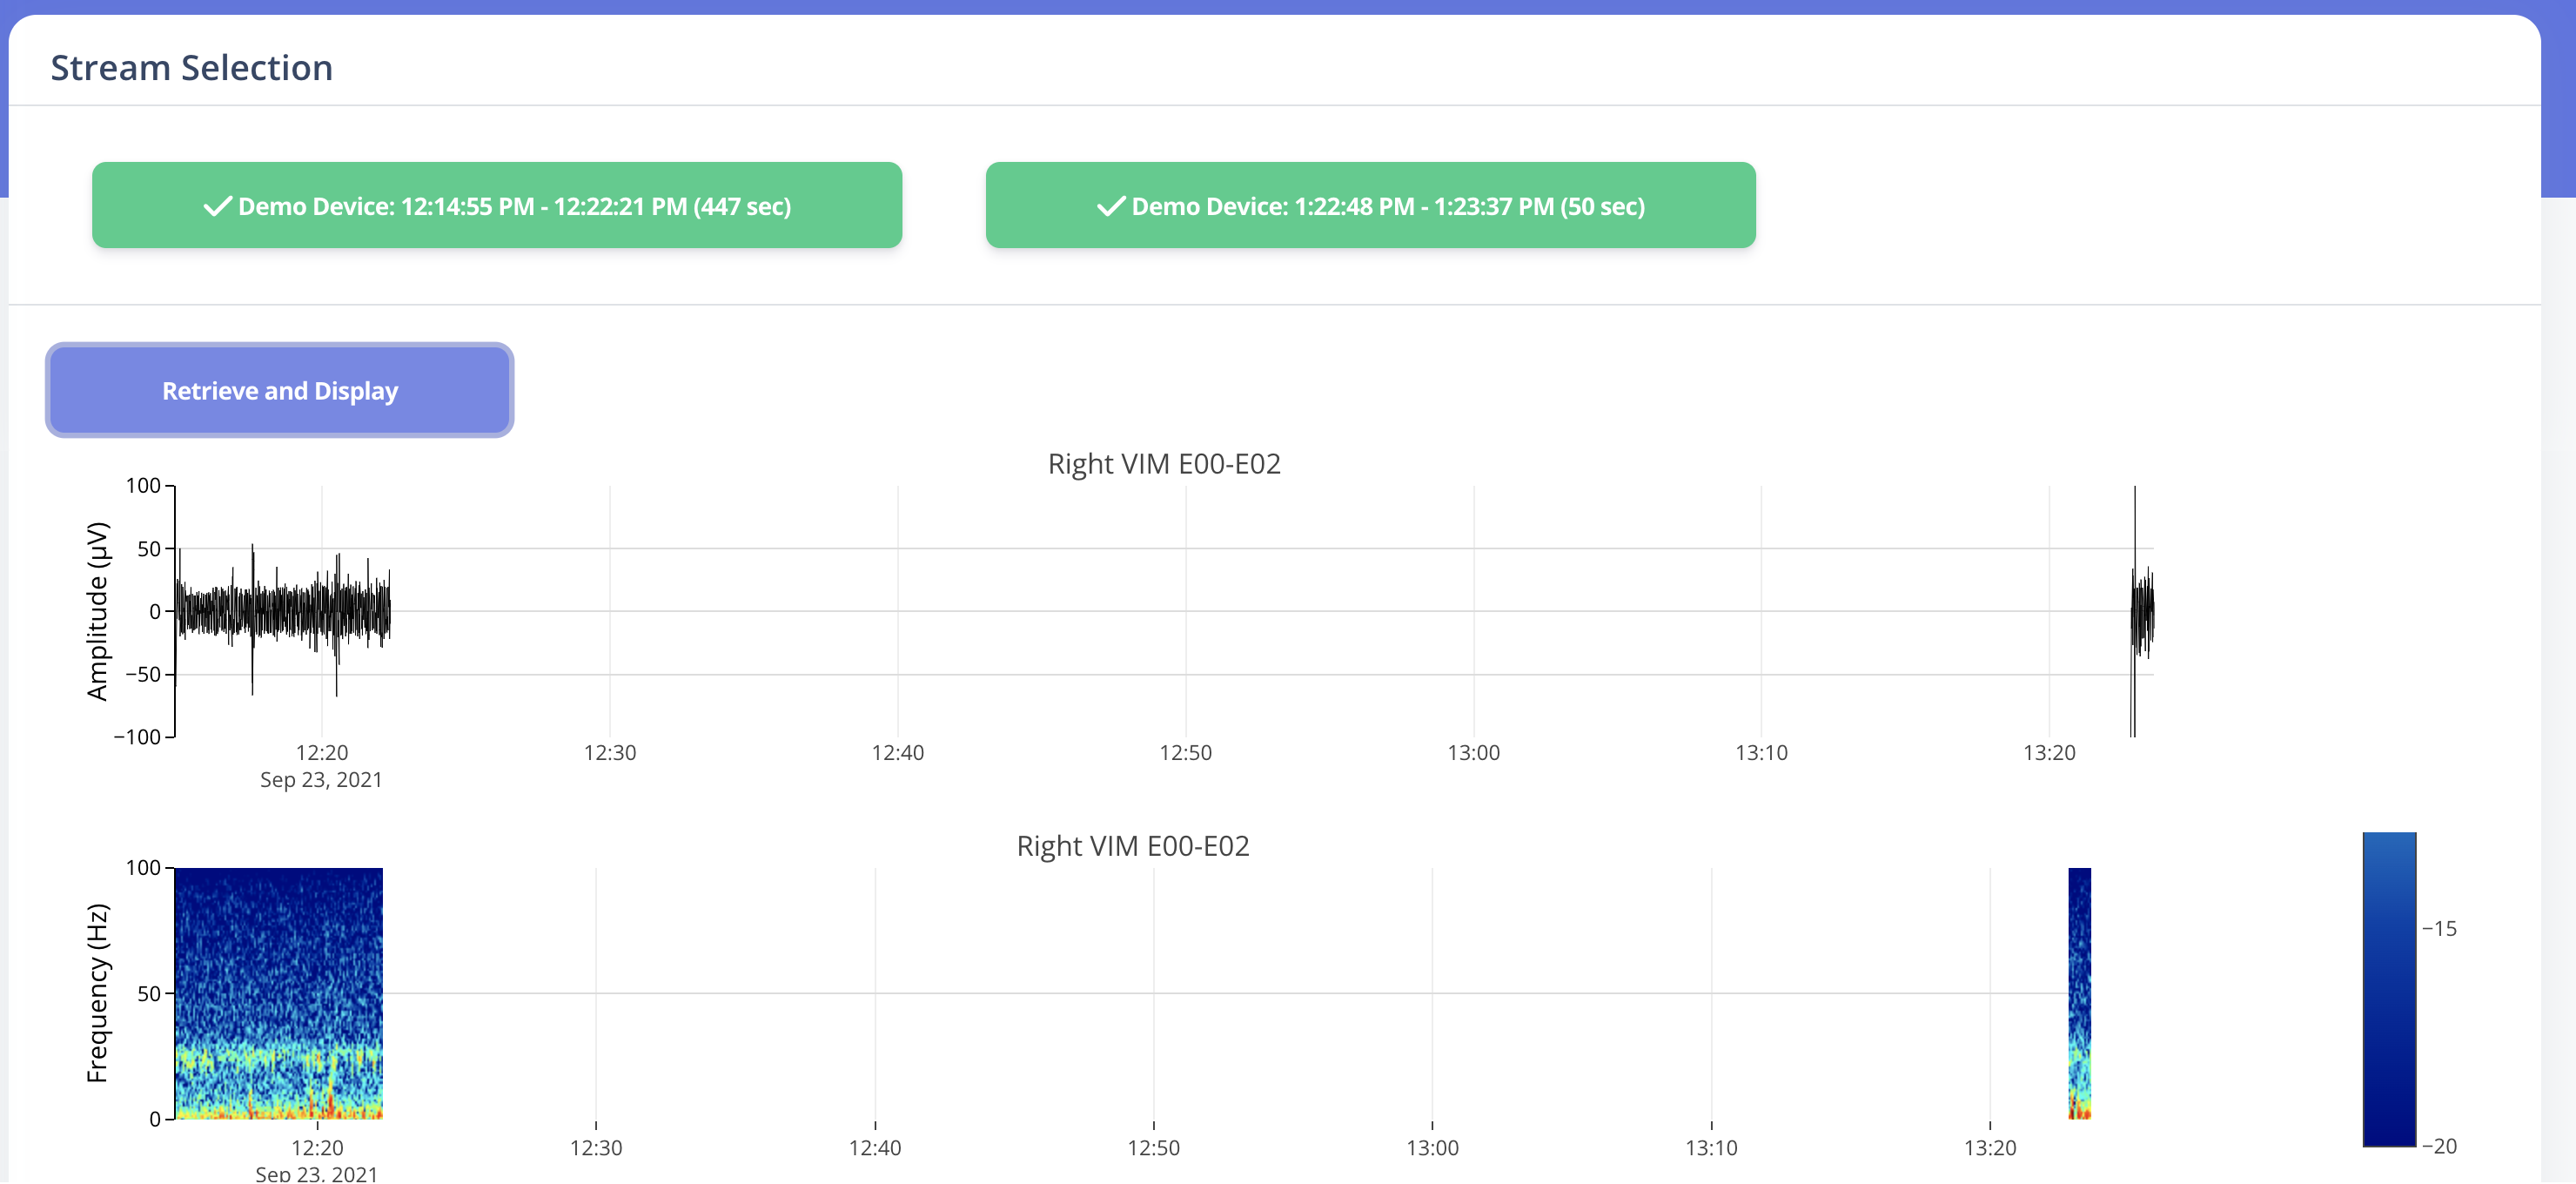 Stream Selection
Demo Device: 12:14:55 PM - 12:22:21 PM (447 sec)
Demo Device: 1:22:48 PM - 1:23:37 PM (50 sec)
Retrieve and Display
Right VIM E00-E02
Amplitude (μV)
100
50
0
−50
−100
12:20
Sep 23, 2021
12:30
12:40
12:50
13:00
13:10
13:20
Right VIM E00-E02
Frequency (Hz)
100
50
0
12:20
Sep 23, 2021
12:30
12:40
12:50
13:00
13:10
13:20
−15
−20